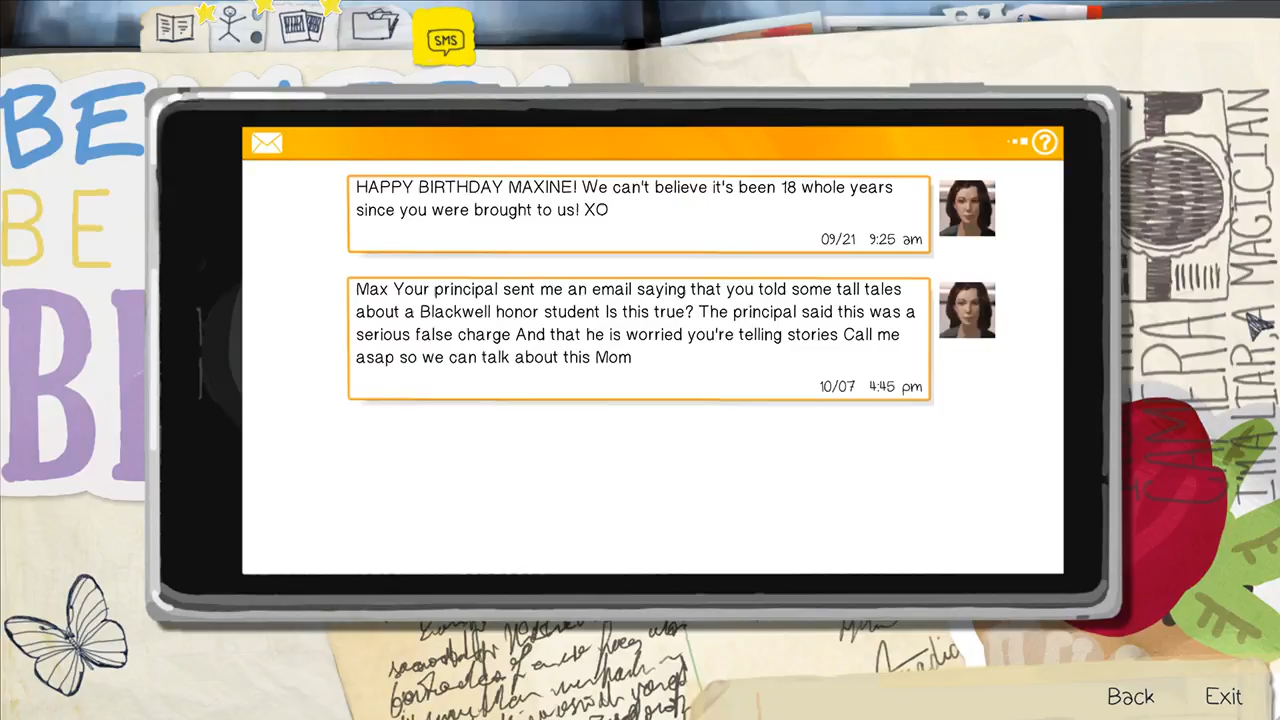 SMS
BE
BE
HAPPY BIRTHDAY MAXINE! We can't believe it's been 18 whole years
since you were brought to us! XO
09/21 9:25 am
Max Your principal sent me an email saying that you told some tall tales
about a Blackwell honor student Is this true? The principal said this was a
serious false charge And that he is worried you're telling stories Call me
asap so we can talk about this Mom
10/07 4:45 pm
CAMERA
I'M A LIAR, A MAGICIAN
Back
Exit